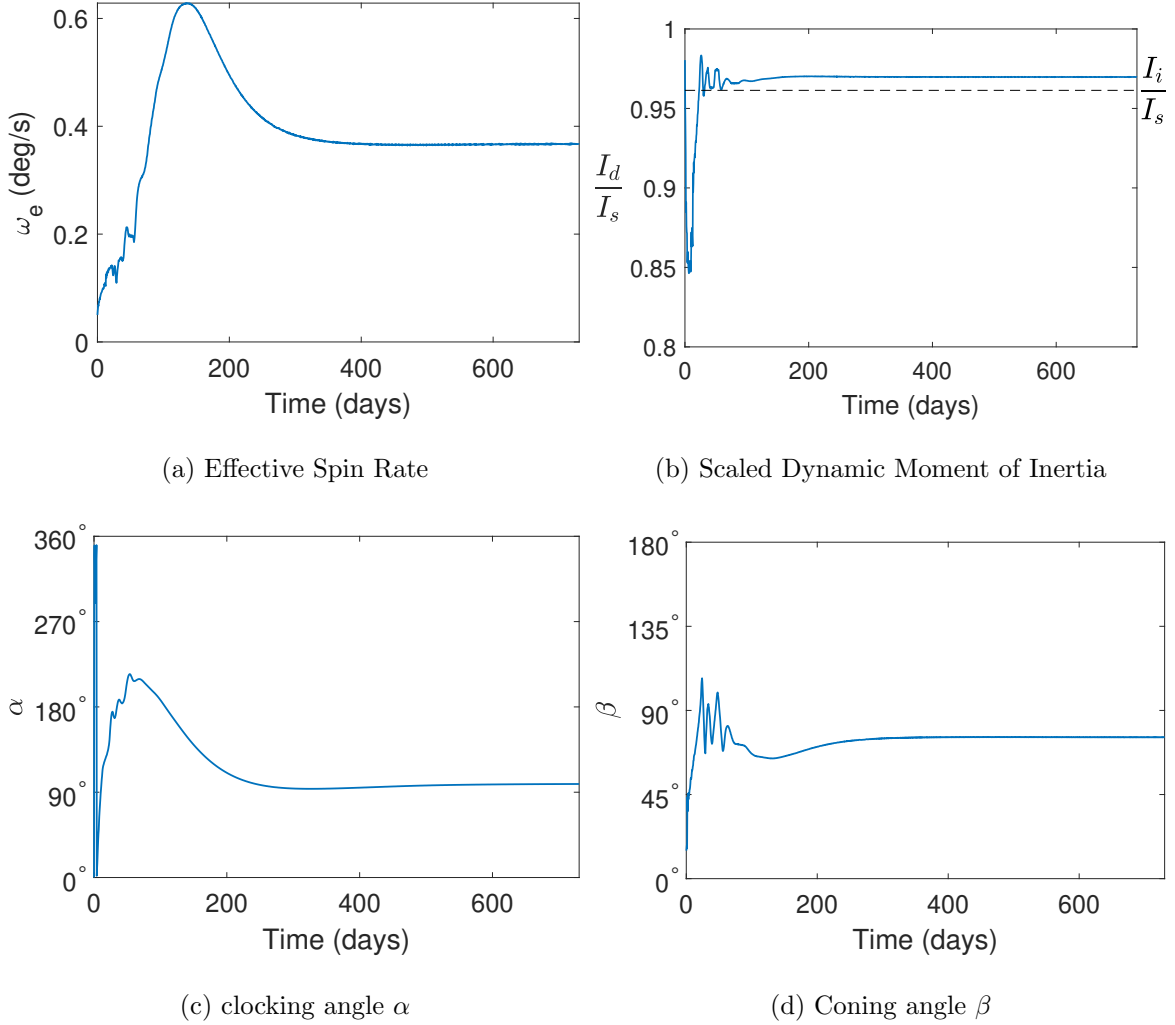 0.6
0.4
0.2
0
ω_e (deg/s)
0 200 400 600
Time (days)
(a) Effective Spin Rate
1
0.95
0.9
0.85
0.8
I_d
I_s
I_i
I_s
0 200 400 600
Time (days)
(b) Scaled Dynamic Moment of Inertia
360°
270°
180°
90°
0°
α
0 200 400 600
Time (days)
(c) clocking angle α
180°
135°
90°
45°
0°
β
0 200 400 600
Time (days)
(d) Coning angle β